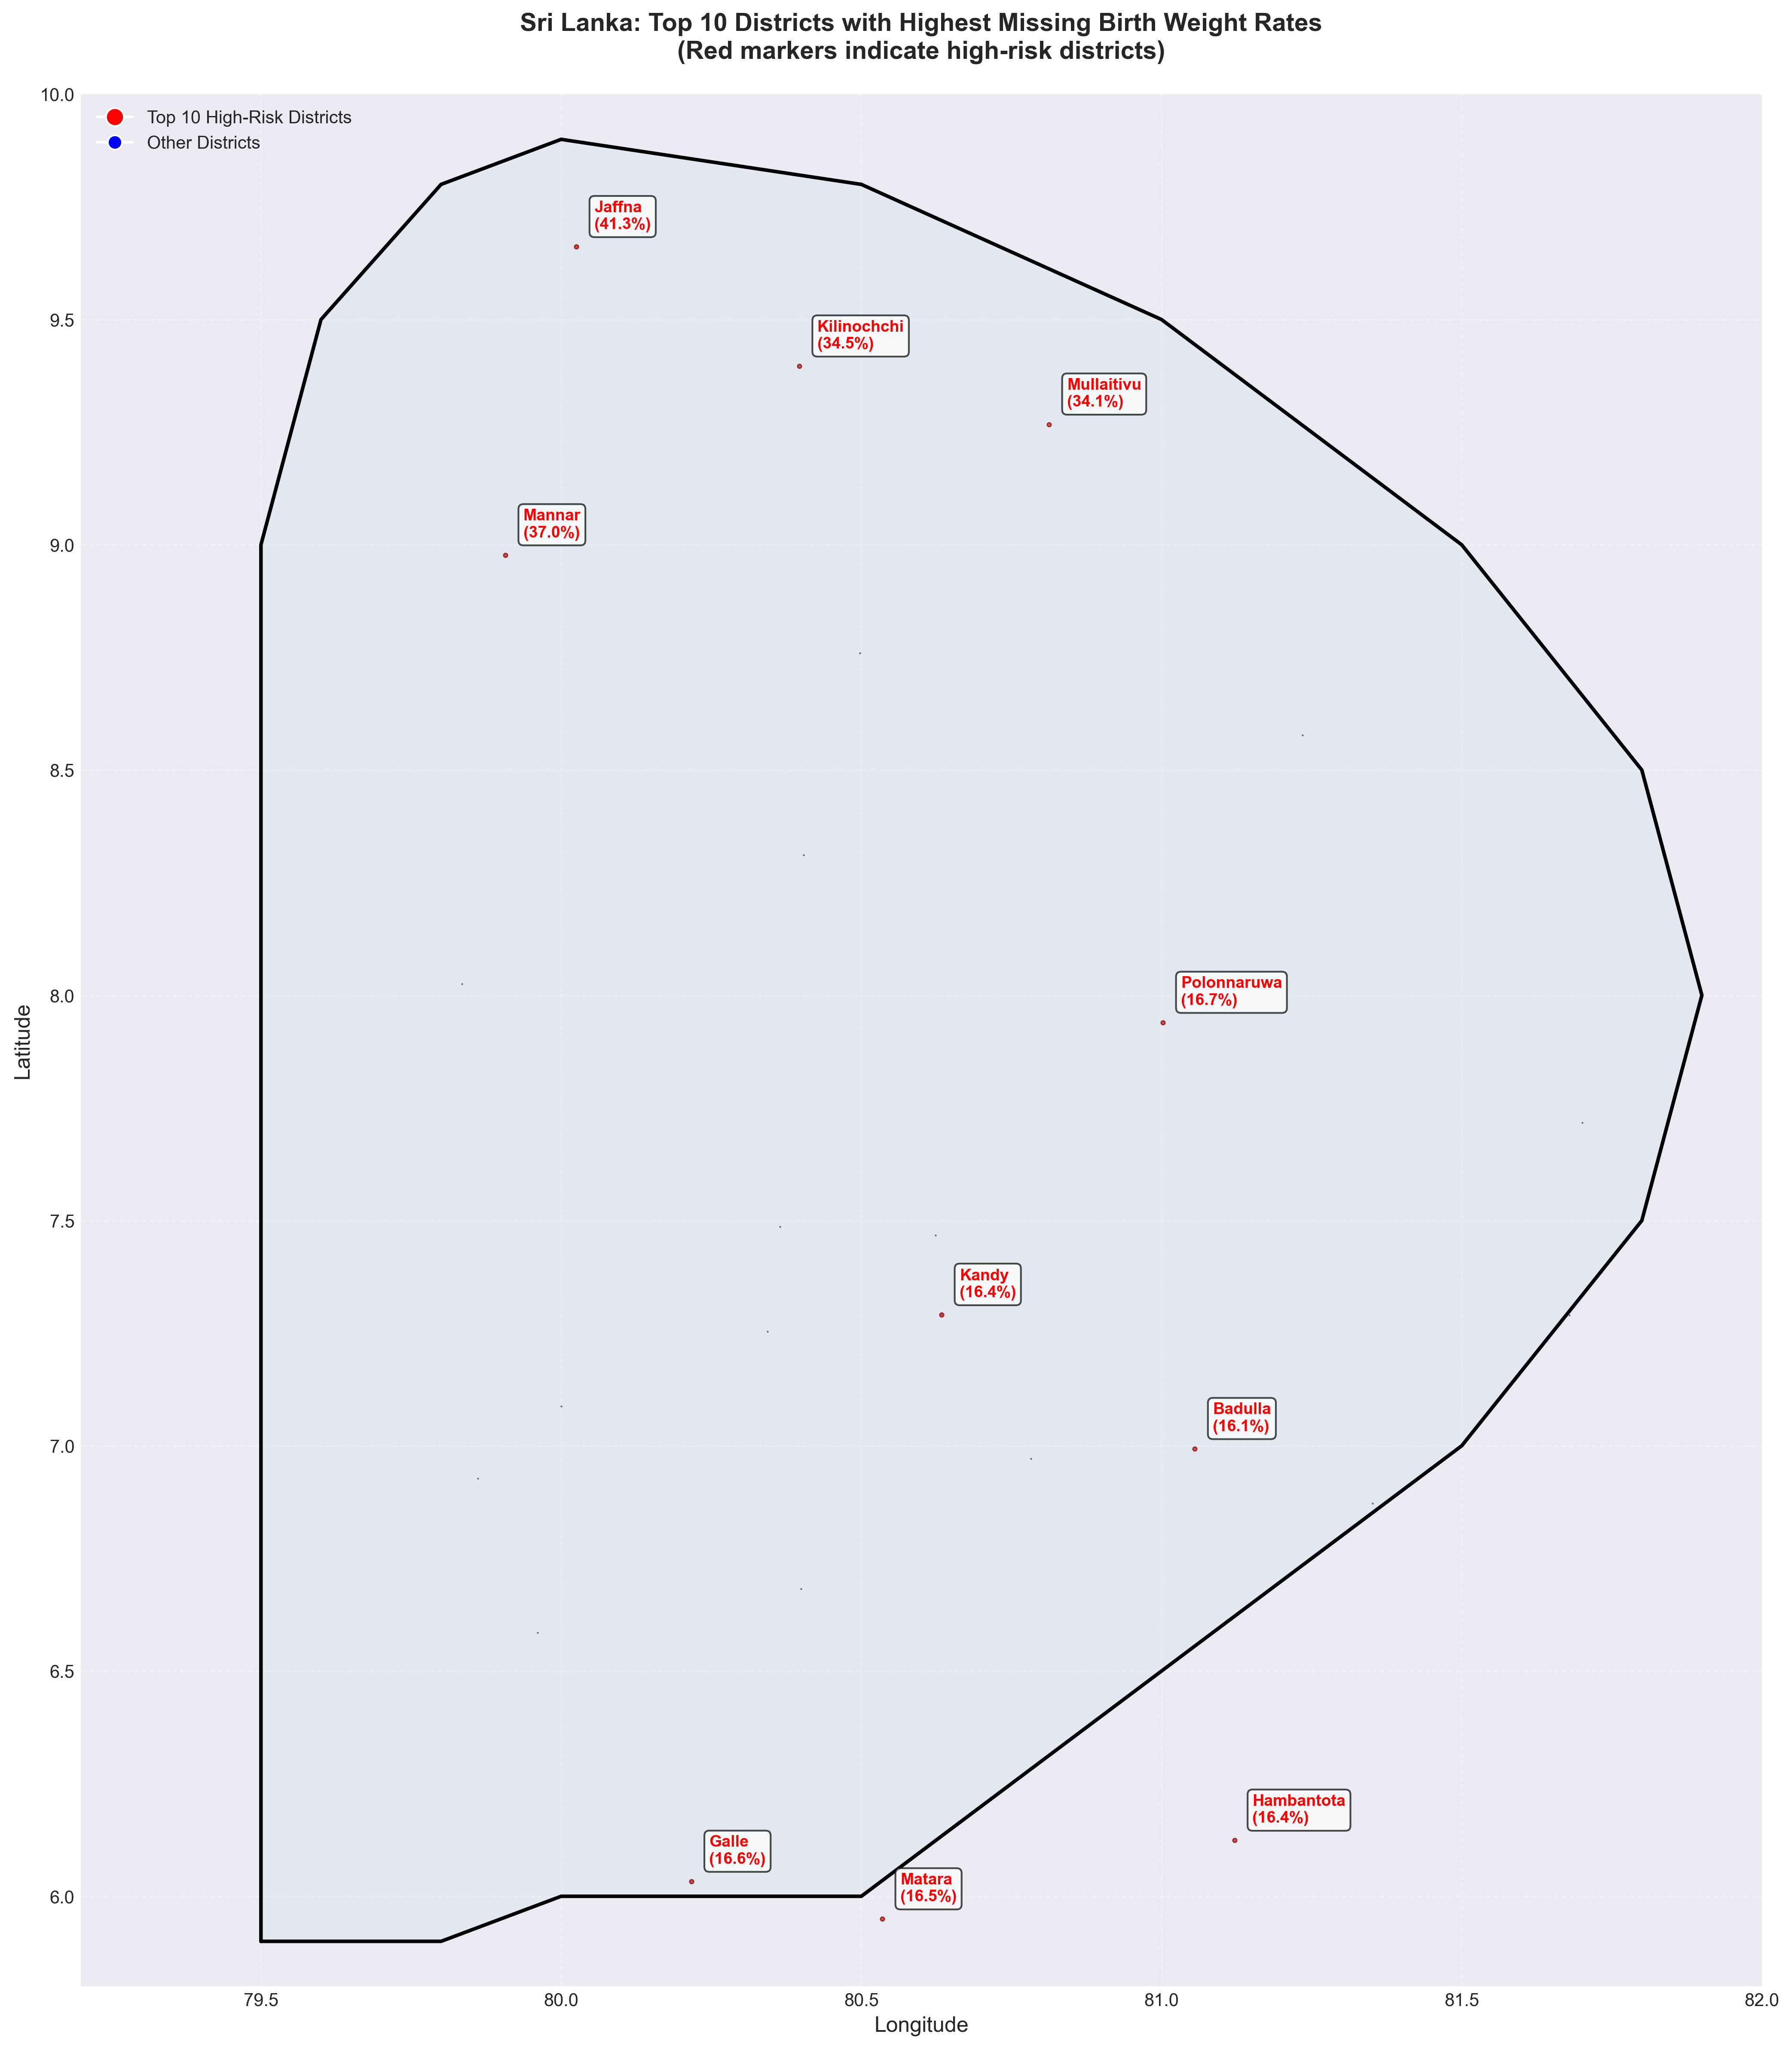 Sri Lanka: Top 10 Districts with Highest Missing Birth Weight Rates
(Red markers indicate high-risk districts)
10.0
Top 10 High-Risk Districts
Other Districts
Jaffna
(41.3%)
9.5
Kilinochchi
(34.5%)
Mullaitivu
(34.1%)
Mannar
(37.0%)
9.0
8.5
8.0
Polonnaruwa
(16.7%)
Latitude
7.5
Kandy
(16.4%)
Badulla
(16.1%)
7.0
6.5
Hambantota
(16.4%)
Galle
(16.6%)
Matara
(16.5%)
6.0
79.5 80.0 80.5 81.0 81.5 82.0
Longitude